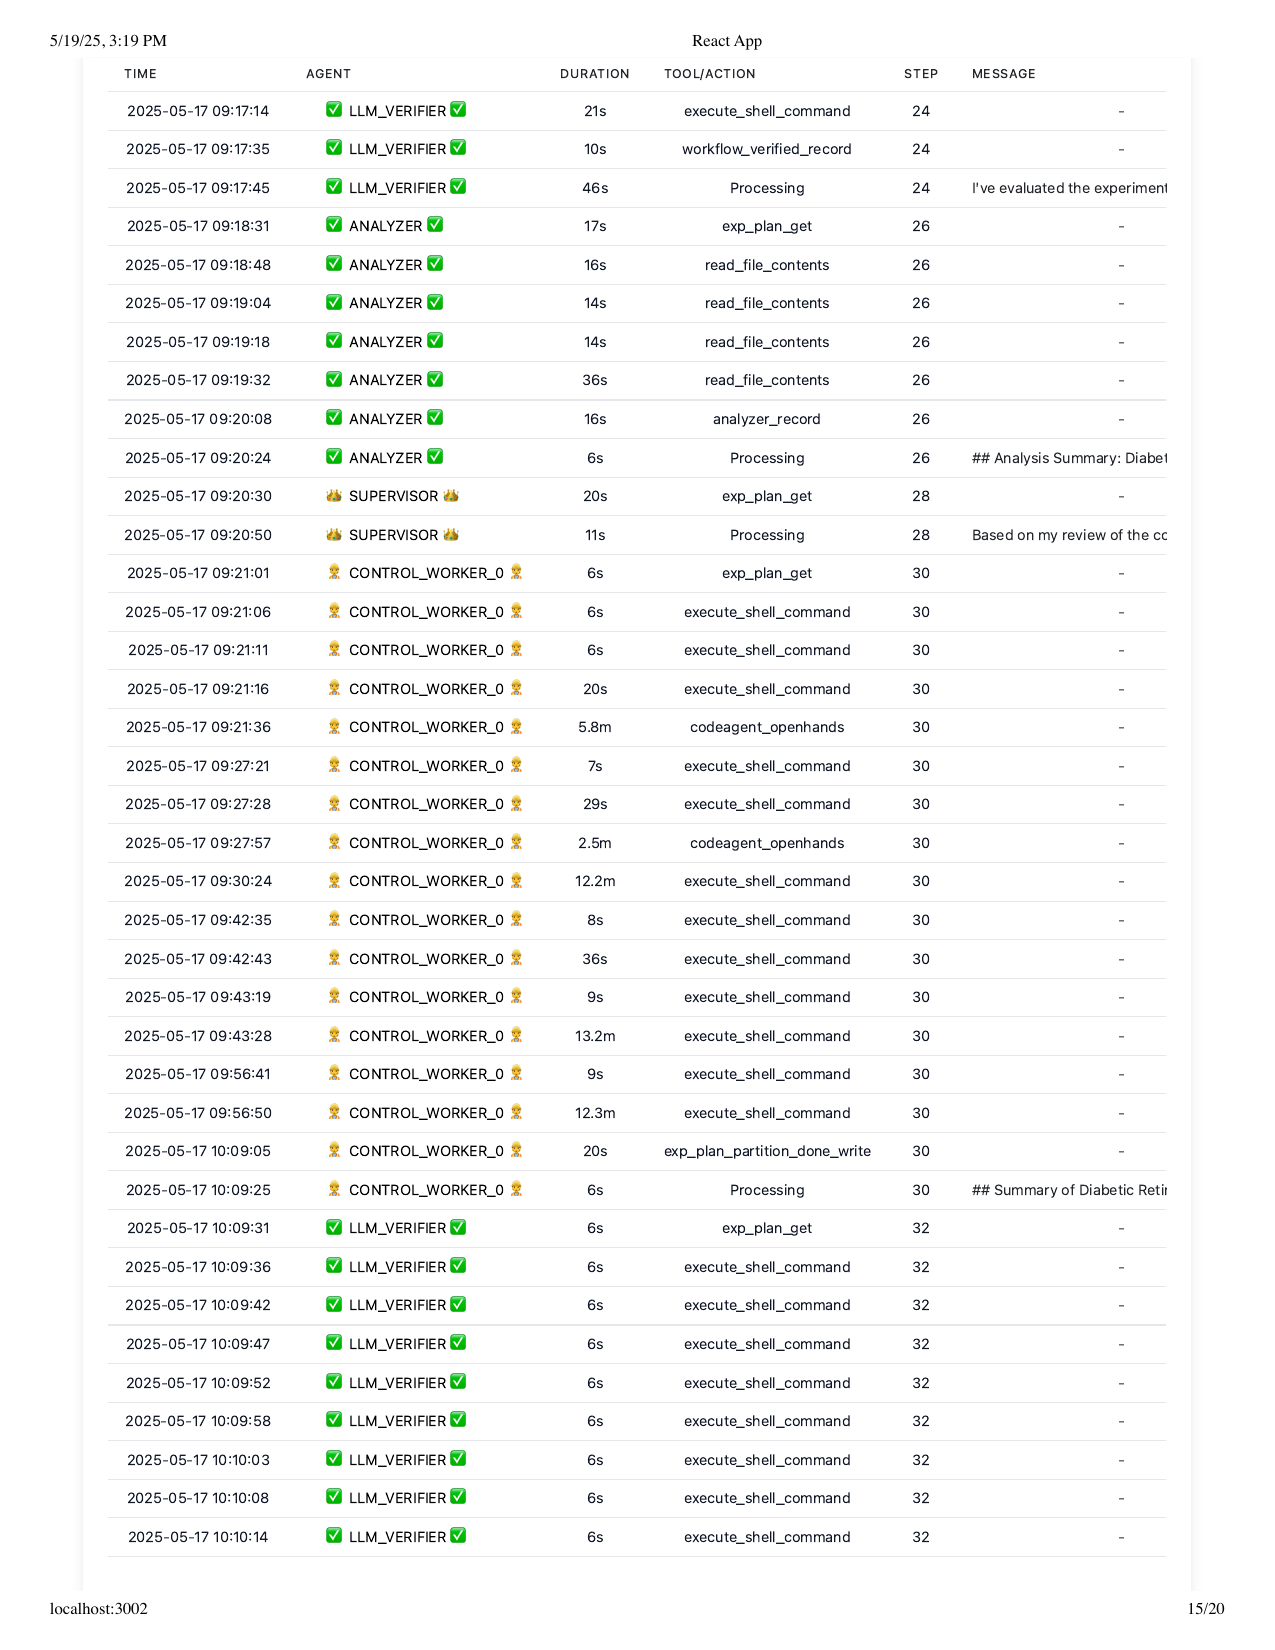 5/19/25, 3:19 PM React App
TIME AGENT DURATION TOOL/ACTION STEP MESSAGE
2025-05-17 09:17:14 ✅ LLM_VERIFIER ✅ 21s execute_shell_command 24 -
2025-05-17 09:17:35 ✅ LLM_VERIFIER ✅ 10s workflow_verified_record 24 -
2025-05-17 09:17:45 ✅ LLM_VERIFIER ✅ 46s Processing 24 I've evaluated the experiment
2025-05-17 09:18:31 ✅ ANALYZER ✅ 17s exp_plan_get 26 -
2025-05-17 09:18:48 ✅ ANALYZER ✅ 16s read_file_contents 26 -
2025-05-17 09:19:04 ✅ ANALYZER ✅ 14s read_file_contents 26 -
2025-05-17 09:19:18 ✅ ANALYZER ✅ 14s read_file_contents 26 -
2025-05-17 09:19:32 ✅ ANALYZER ✅ 36s read_file_contents 26 -
2025-05-17 09:20:08 ✅ ANALYZER ✅ 16s analyzer_record 26 -
2025-05-17 09:20:24 ✅ ANALYZER ✅ 6s Processing 26 ## Analysis Summary: Diabet
2025-05-17 09:20:30 👑 SUPERVISOR 👑 20s exp_plan_get 28 -
2025-05-17 09:20:50 👑 SUPERVISOR 👑 11s Processing 28 Based on my review of the co
2025-05-17 09:21:01 👷 CONTROL_WORKER_0 👷 6s exp_plan_get 30 -
2025-05-17 09:21:06 👷 CONTROL_WORKER_0 👷 6s execute_shell_command 30 -
2025-05-17 09:21:11 👷 CONTROL_WORKER_0 👷 6s execute_shell_command 30 -
2025-05-17 09:21:16 👷 CONTROL_WORKER_0 👷 20s execute_shell_command 30 -
2025-05-17 09:21:36 👷 CONTROL_WORKER_0 👷 5.8m codeagent_openhands 30 -
2025-05-17 09:27:21 👷 CONTROL_WORKER_0 👷 7s execute_shell_command 30 -
2025-05-17 09:27:28 👷 CONTROL_WORKER_0 👷 29s execute_shell_command 30 -
2025-05-17 09:27:57 👷 CONTROL_WORKER_0 👷 2.5m codeagent_openhands 30 -
2025-05-17 09:30:24 👷 CONTROL_WORKER_0 👷 12.2m execute_shell_command 30 -
2025-05-17 09:42:35 👷 CONTROL_WORKER_0 👷 8s execute_shell_command 30 -
2025-05-17 09:42:43 👷 CONTROL_WORKER_0 👷 36s execute_shell_command 30 -
2025-05-17 09:43:19 👷 CONTROL_WORKER_0 👷 9s execute_shell_command 30 -
2025-05-17 09:43:28 👷 CONTROL_WORKER_0 👷 13.2m execute_shell_command 30 -
2025-05-17 09:56:41 👷 CONTROL_WORKER_0 👷 9s execute_shell_command 30 -
2025-05-17 09:56:50 👷 CONTROL_WORKER_0 👷 12.3m execute_shell_command 30 -
2025-05-17 10:09:05 👷 CONTROL_WORKER_0 👷 20s exp_plan_partition_done_write 30 -
2025-05-17 10:09:25 👷 CONTROL_WORKER_0 👷 6s Processing 30 ## Summary of Diabetic Reti
2025-05-17 10:09:31 ✅ LLM_VERIFIER ✅ 6s exp_plan_get 32 -
2025-05-17 10:09:36 ✅ LLM_VERIFIER ✅ 6s execute_shell_command 32 -
2025-05-17 10:09:42 ✅ LLM_VERIFIER ✅ 6s execute_shell_command 32 -
2025-05-17 10:09:47 ✅ LLM_VERIFIER ✅ 6s execute_shell_command 32 -
2025-05-17 10:09:52 ✅ LLM_VERIFIER ✅ 6s execute_shell_command 32 -
2025-05-17 10:09:58 ✅ LLM_VERIFIER ✅ 6s execute_shell_command 32 -
2025-05-17 10:10:03 ✅ LLM_VERIFIER ✅ 6s execute_shell_command 32 -
2025-05-17 10:10:08 ✅ LLM_VERIFIER ✅ 6s execute_shell_command 32 -
2025-05-17 10:10:14 ✅ LLM_VERIFIER ✅ 6s execute_shell_command 32 -
localhost:3002 15/20